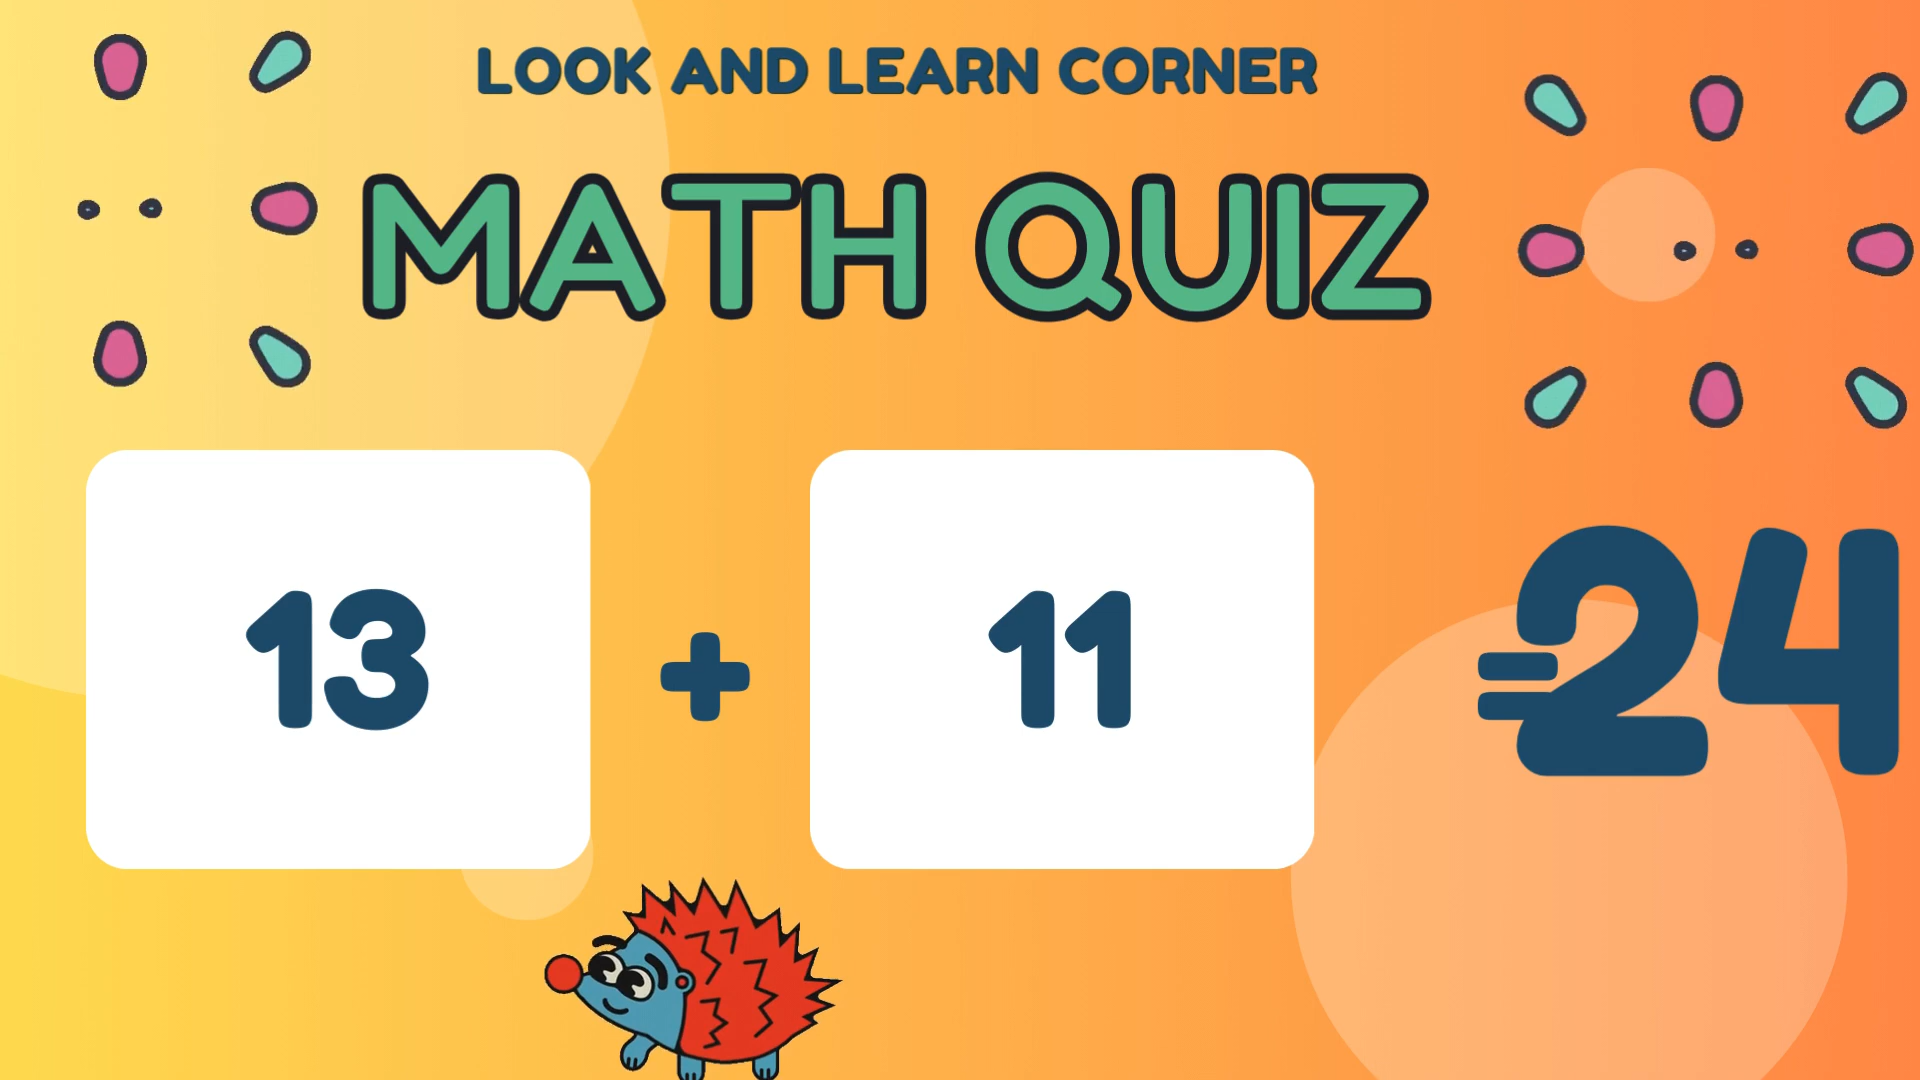 LOOK AND LEARN CORNER
MATH QUIZ
13 + 11 = 24